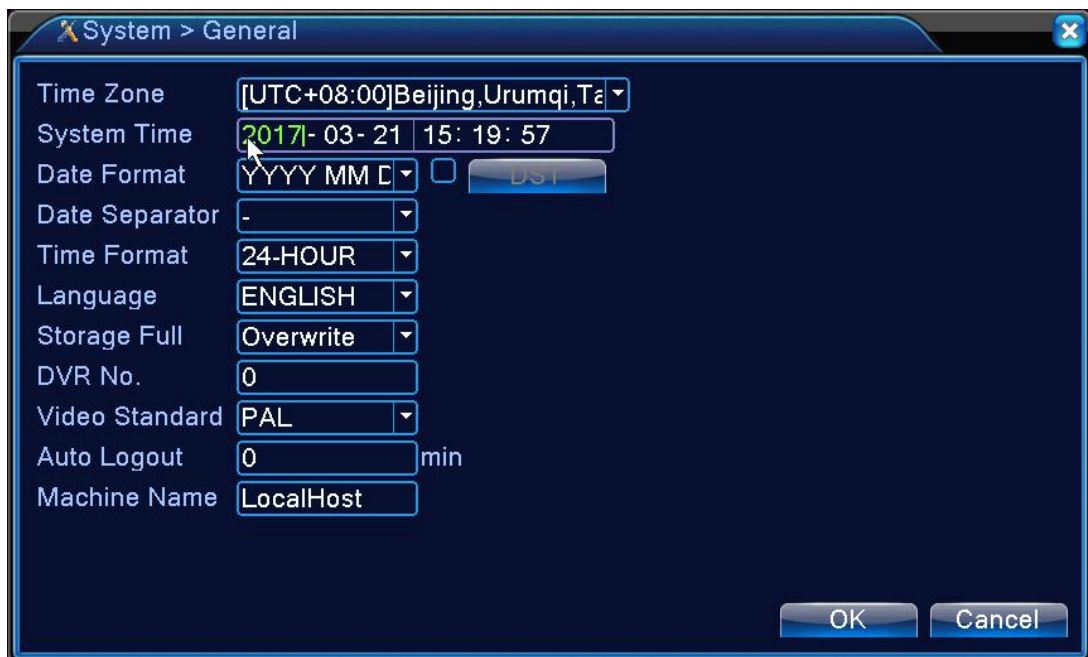 System > General
Time Zone [UTC+08:00]Beijing,Urumqi,Ta
System Time 2017-03-21 15:19:57
Date Format YYYY MM D DST
Date Separator -
Time Format 24-HOUR
Language ENGLISH
Storage Full Overwrite
DVR No. 0
Video Standard PAL
Auto Logout 0 min
Machine Name LocalHost
OK Cancel